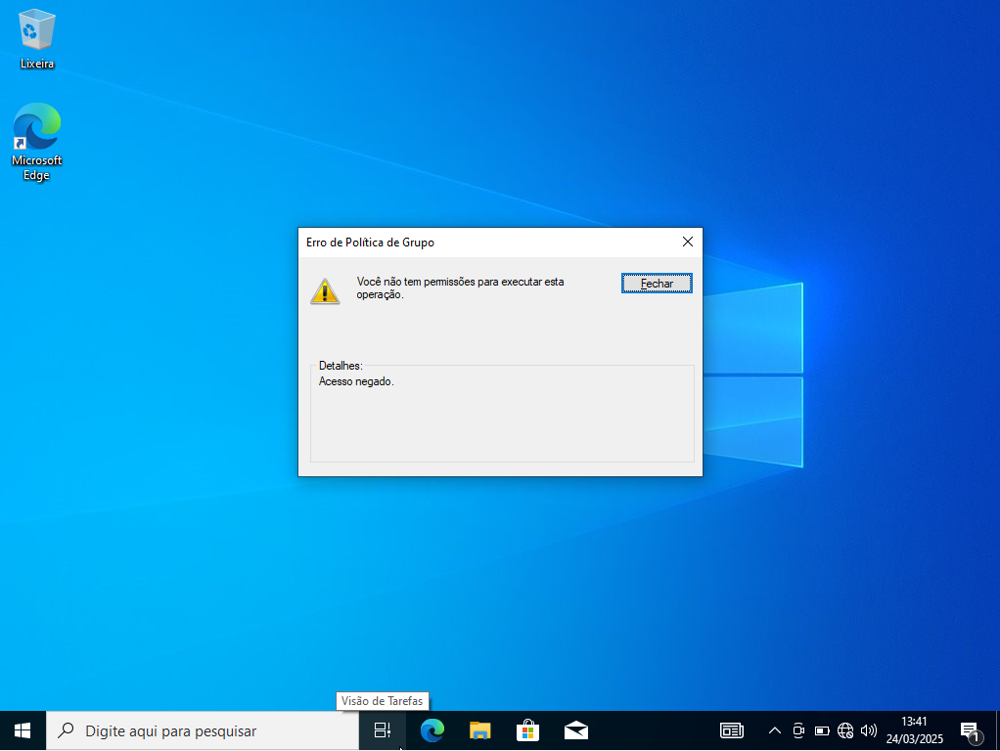 Lixeira
Microsoft
Edge
Erro de Política de Grupo
Você não tem permissões para executar esta
operação.
Fechar
Detalhes:
Acesso negado.
Visão de Tarefas
Digite aqui para pesquisar
13:41
24/03/2025
1